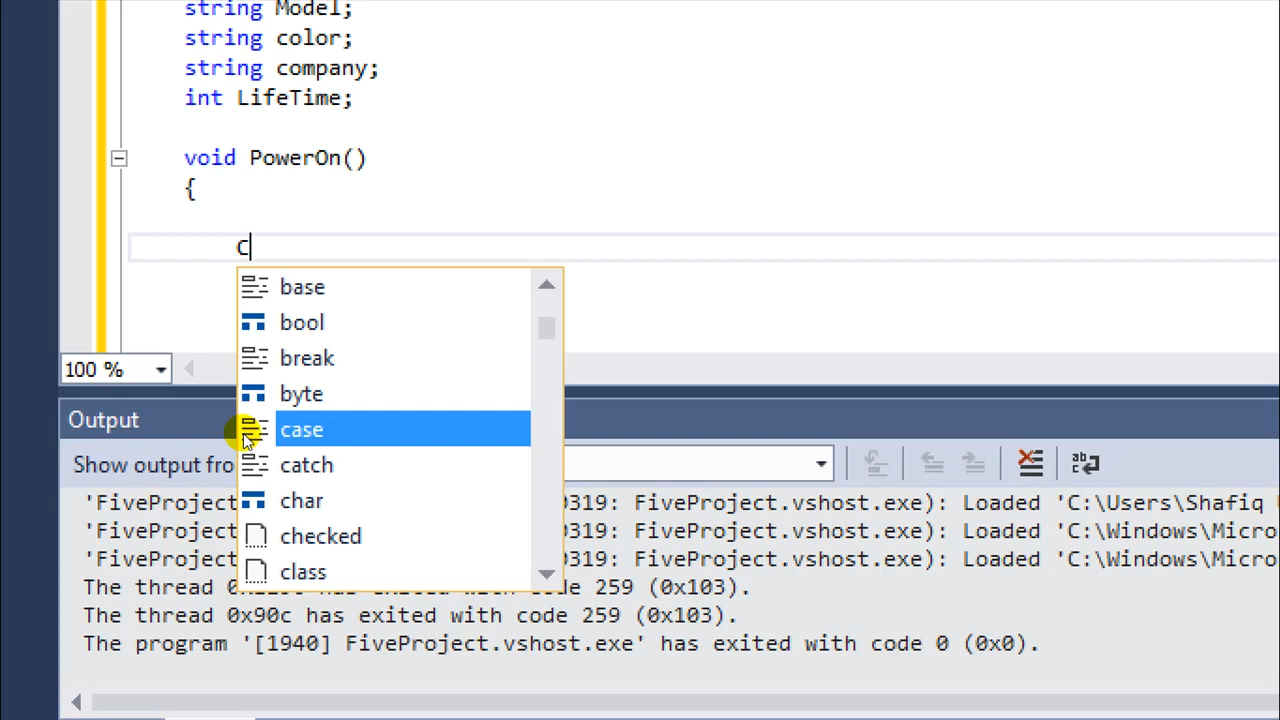 string Model;
string color;
string company;
int LifeTime;
void PowerOn()
{
C
base
bool
break
byte
case
catch
char
checked
class
100 %
Output
Show output fro
'FiveProject. 0319: FiveProject.vshost.exe): Loaded 'C:\Users\Shafiq
'FiveProject. 0319: FiveProject.vshost.exe): Loaded 'C:\Windows\Micro
'FiveProject. 0319: FiveProject.vshost.exe): Loaded 'C:\Windows\Micro
The thread has exited with code 259 (0x103).
The thread 0x90c has exited with code 259 (0x103).
The program '[1940] FiveProject.vshost.exe' has exited with code 0 (0x0).